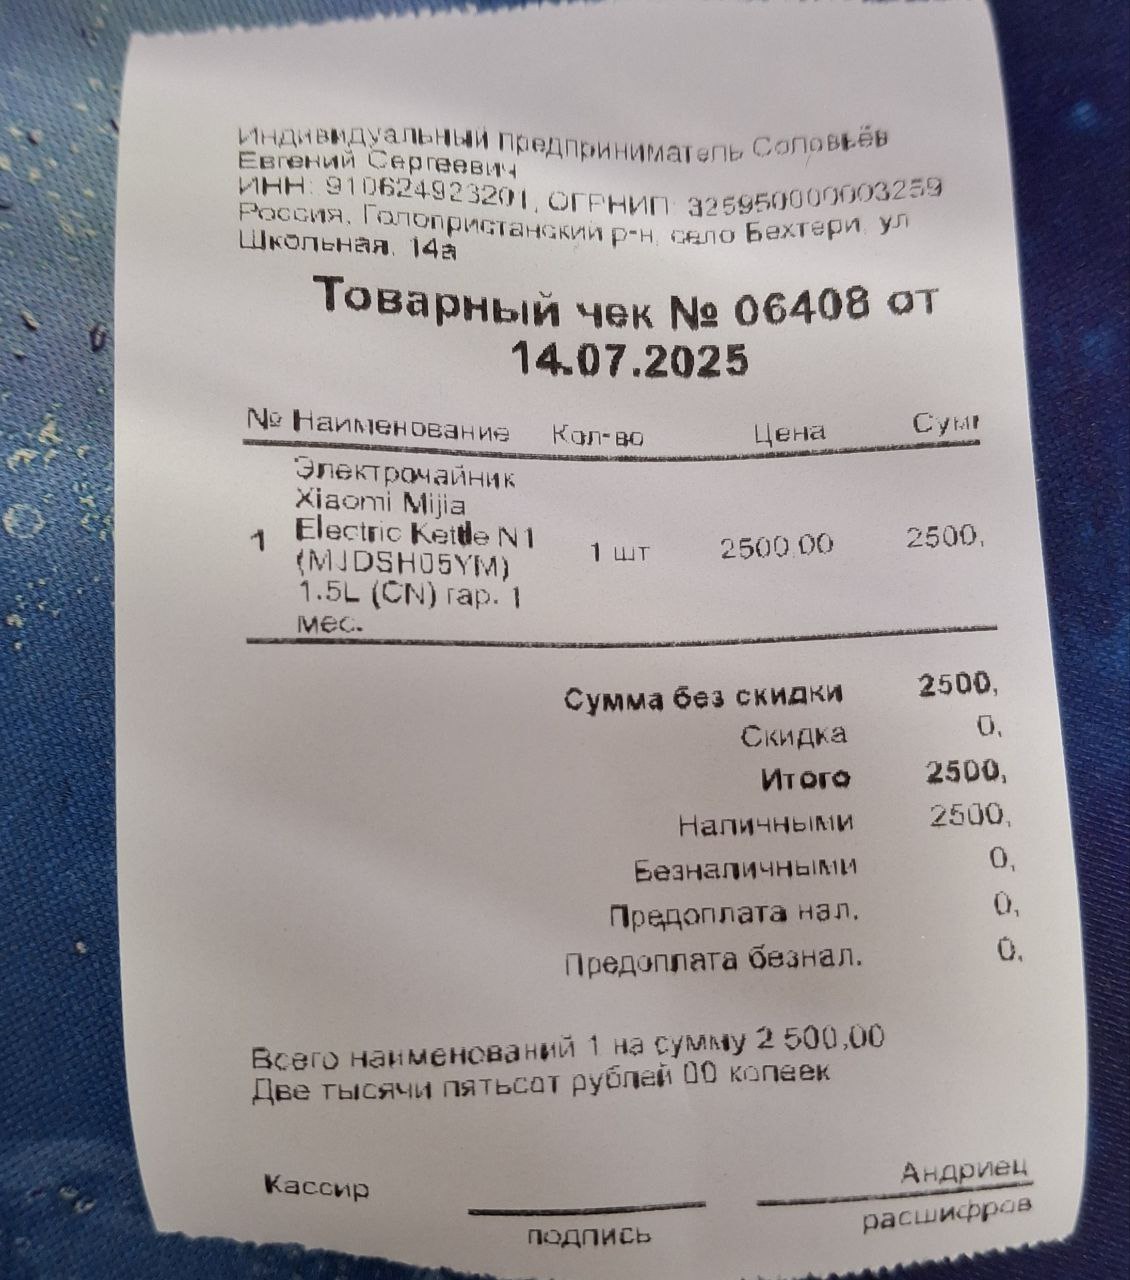 Индивидуальный предприниматель Соловьёв
Евгений Сергеевич
ИНН: 910624923201, ОГРНИП: 325950000003259
Россия, Голопристанский р-н, село Бехтери, ул
Школьная, 14а
Товарный чек № 06408 от
14.07.2025
№ Наименование Кол-во Цена Сумм
Электрочайник
Xiaomi Mijia
1 Electric Kettle N1 1 шт 2500,00 2500,
(MJDSH05YM)
1.5L (CN) гар. 1
мес.
Сумма без скидки 2500,
Скидка 0,
Итого 2500,
Наличными 2500,
Безналичными 0,
Предоплата нал. 0,
Предоплата безнал. 0,
Всего наименований 1 на сумму 2 500,00
Две тысячи пятьсот рублей 00 копеек
Кассир Андриец
подпись расшифров